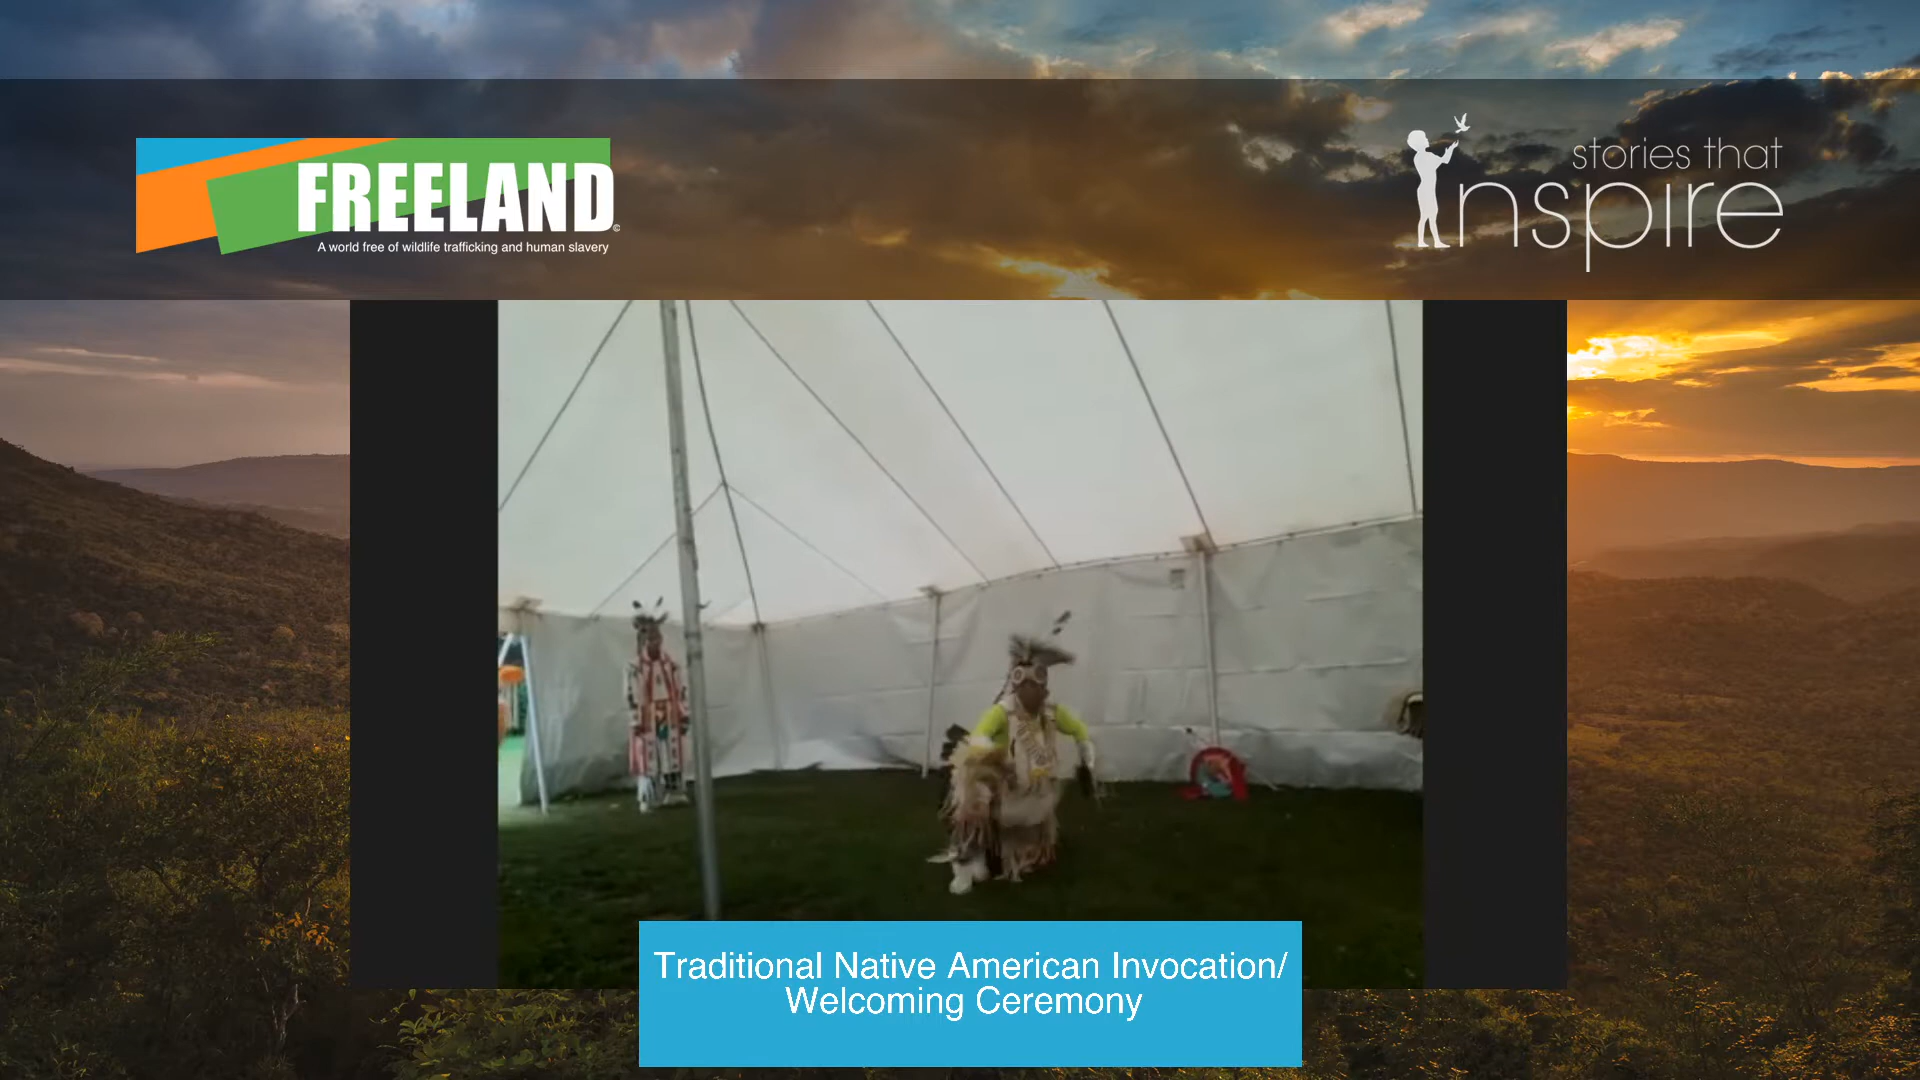 FREELAND©
A world free of wildlife trafficking and human slavery
stories that
Inspire
Traditional Native American Invocation/
Welcoming Ceremony